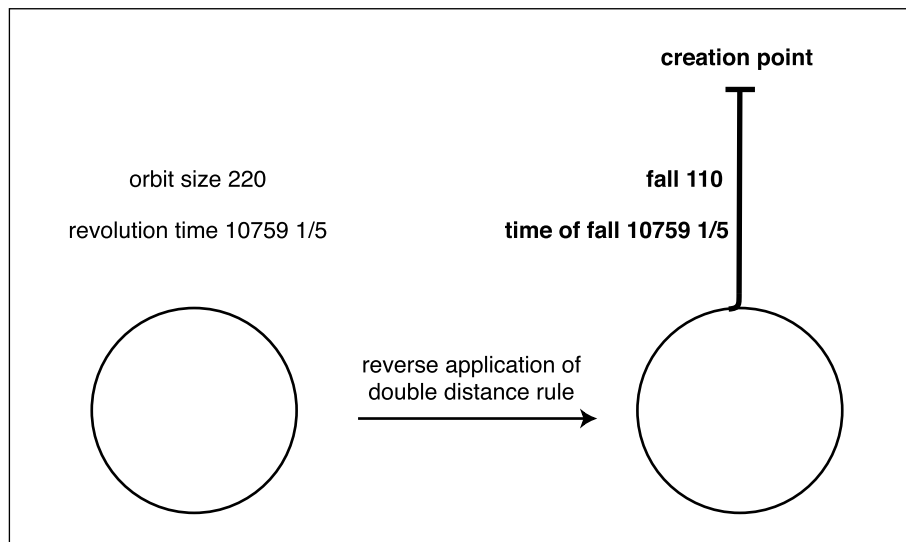 creation point
orbit size 220
fall 110
revolution time 10759 1/5
time of fall 10759 1/5
reverse application of
double distance rule